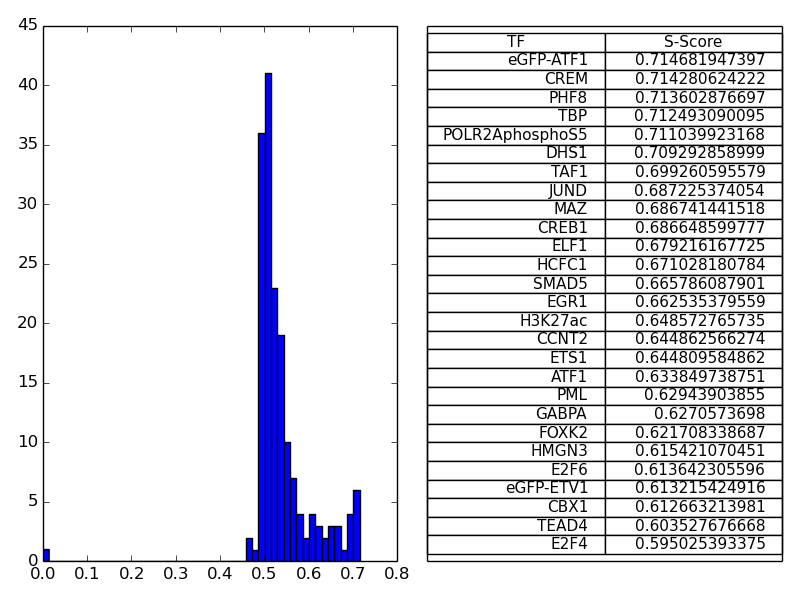 45
40
35
30
25
20
15
10
5
0
0.0 0.1 0.2 0.3 0.4 0.5 0.6 0.7 0.8
TF S-Score
eGFP-ATF1 0.714681947397
CREM 0.714280624222
PHF8 0.713602876697
TBP 0.712493090095
POLR2AphosphoS5 0.711039923168
DHS1 0.709292858999
TAF1 0.699260595579
JUND 0.687225374054
MAZ 0.686741441518
CREB1 0.686648599777
ELF1 0.679216167725
HCFC1 0.671028180784
SMAD5 0.665786087901
EGR1 0.662535379559
H3K27ac 0.648572765735
CCNT2 0.644862566274
ETS1 0.644809584862
ATF1 0.633849738751
PML 0.62943903855
GABPA 0.6270573698
FOXK2 0.621708338687
HMGN3 0.615421070451
E2F6 0.613642305596
eGFP-ETV1 0.613215424916
CBX1 0.612663213981
TEAD4 0.603527676668
E2F4 0.595025393375